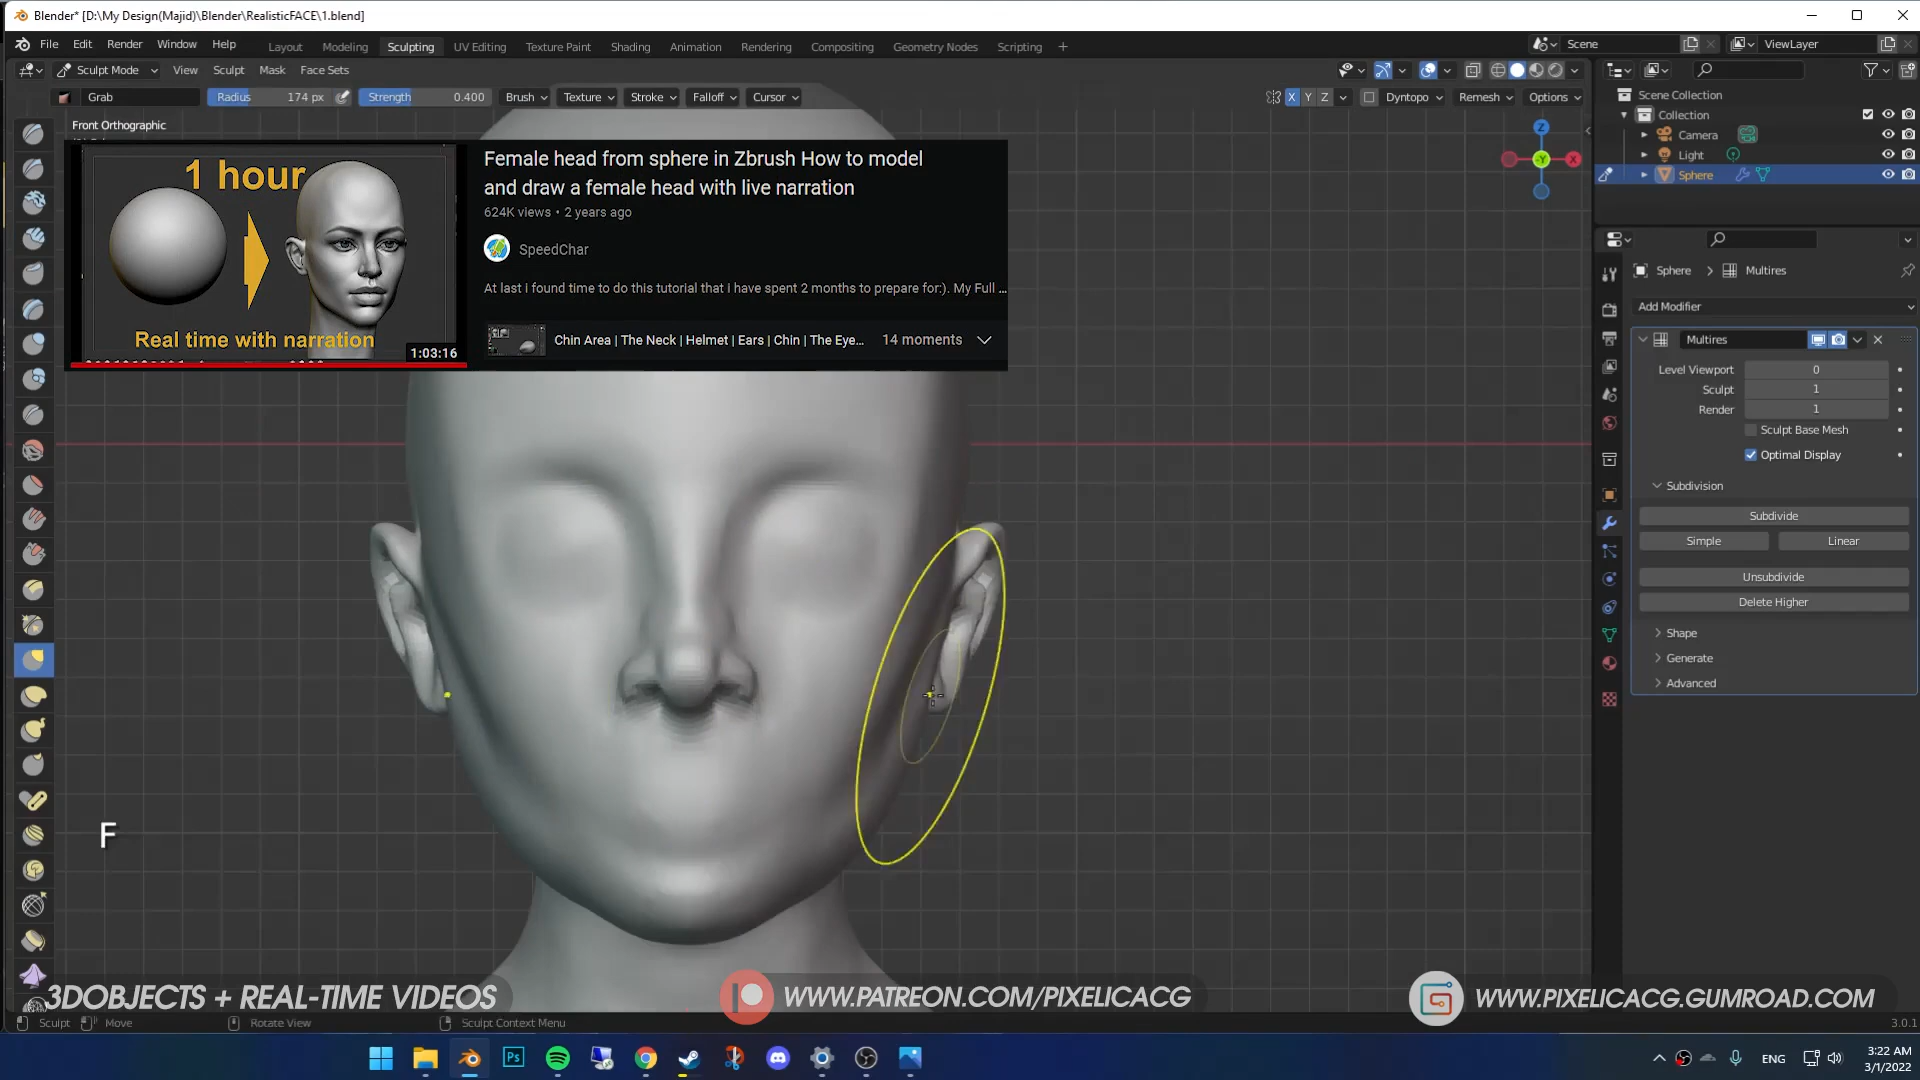 Blender* [D:\My Design(Majid)\Blender\RealisticFACE\1.blend]
File Edit Render Window Help Layout Modeling Sculpting UV Editing Texture Paint Shading Animation Rendering Compositing Geometry Nodes Scripting + Scene ViewLayer
Sculpt Mode View Sculpt Mask Face Sets
Grab Radius 174 px Strength 0.400 Brush Texture Stroke Falloff Cursor X Y Z Dyntopo Remesh Options
Front Orthographic
Z
-Y
X
1 hour
Real time with narration
1:03:16
Female head from sphere in Zbrush How to model
and draw a female head with live narration
624K views • 2 years ago
SpeedChar
At last i found time to do this tutorial that i have spent 2 months to prepare for:). My Full ...
Chin Area | The Neck | Helmet | Ears | Chin | The Eye... 14 moments
Scene Collection
Collection
Camera
Light
Sphere
Sphere > Multires
Add Modifier
Multires
Level Viewport 0
Sculpt 1
Render 1
Sculpt Base Mesh
Optimal Display
Subdivision
Subdivide
Simple Linear
Unsubdivide
Delete Higher
Shape
Generate
Advanced
F
3DOBJECTS + REAL-TIME VIDEOS
WWW.PATREON.COM/PIXELICACG
WWW.PIXELICACG.GUMROAD.COM
Sculpt Move Rotate View Sculpt Context Menu 3.0.1
Ps
ENG
3:22 AM
3/1/2022